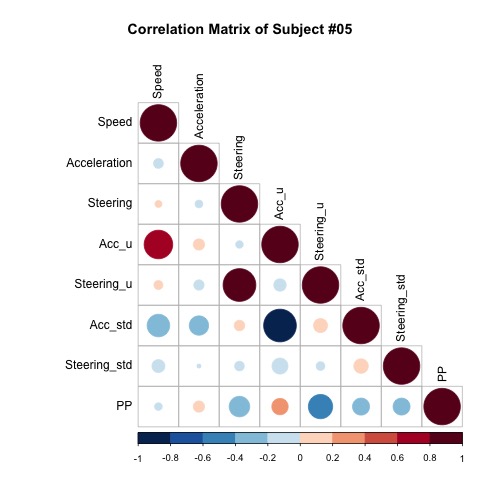 Correlation Matrix of Subject #05
Speed
Acceleration
Steering
Acc_u
Steering_u
Acc_std
Steering_std
PP
Speed
Acceleration
Steering
Acc_u
Steering_u
Acc_std
Steering_std
PP
-1 -0.8 -0.6 -0.4 -0.2 0 0.2 0.4 0.6 0.8 1